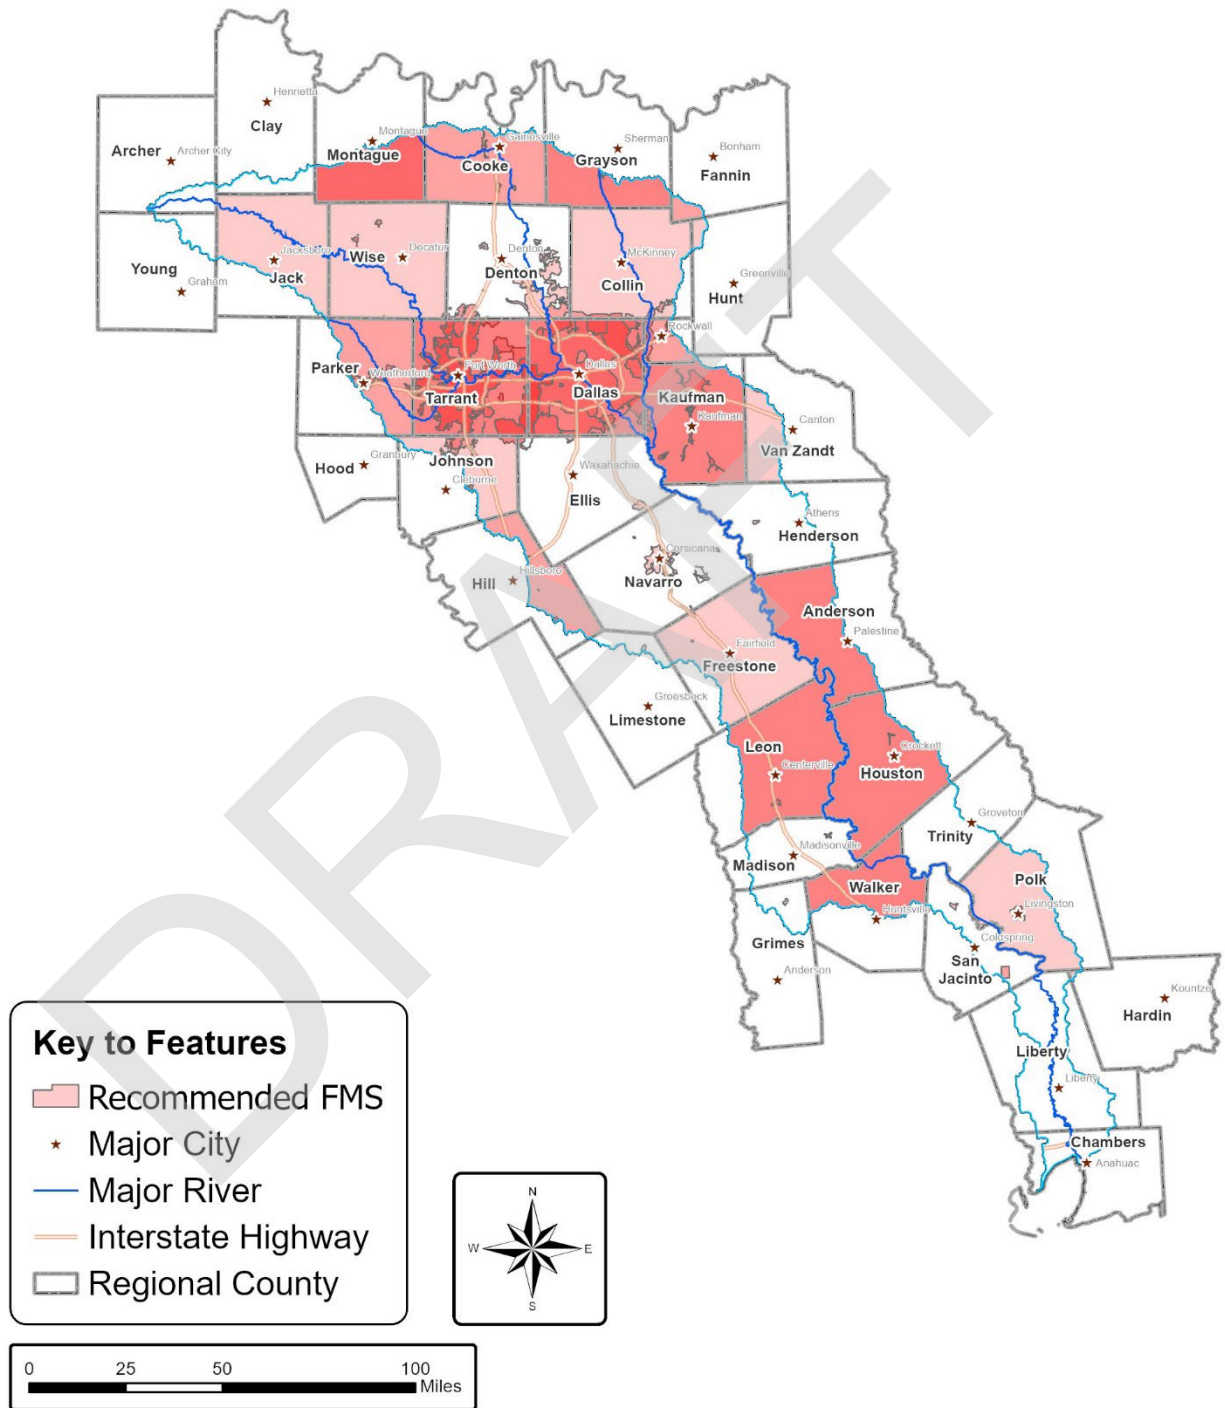 Henrietta
Clay
Archer
Archer City
Montague
Montague
Gainesville
Cooke
Sherman
Grayson
Bonham
Fannin
Young
Graham
Jacksboro
Jack
Wise
Decatur
Denton
Denton
McKinney
Collin
Greenville
Hunt
Rockwall
Parker
Weatherford
Fort Worth
Tarrant
Dallas
Dallas
Kaufman
Kaufman
Canton
Van Zandt
Granbury
Hood
Johnson
Cleburne
Waxahachie
Ellis
Athens
Henderson
Corsicana
Navarro
Hillsboro
Hill
Anderson
Palestine
Fairfield
Freestone
Groesbeck
Limestone
Leon
Centerville
Crockett
Houston
Groveton
Trinity
Madisonville
Madison
Walker
Huntsville
Polk
Livingston
Grimes
Anderson
Coldspring
San
Jacinto
Kountze
Hardin
Liberty
Liberty
Chambers
Anahuac
DRAFT
Key to Features
Recommended FMS
Major City
Major River
Interstate Highway
Regional County
N
W E
S
0 25 50 100
Miles